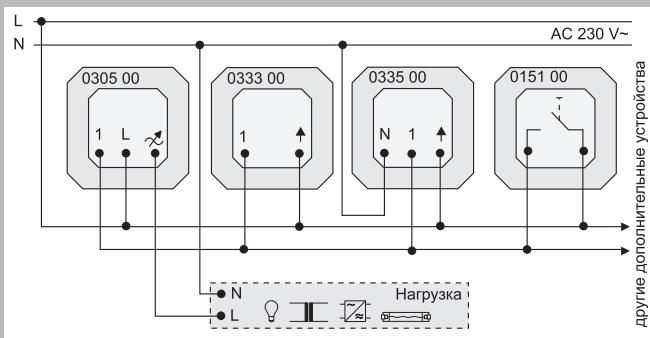 L
N
AC 230 V~
0305 00
0333 00
0335 00
0151 00
1 L
1
N 1
N
L
Нагрузка
другие дополнительные устройства